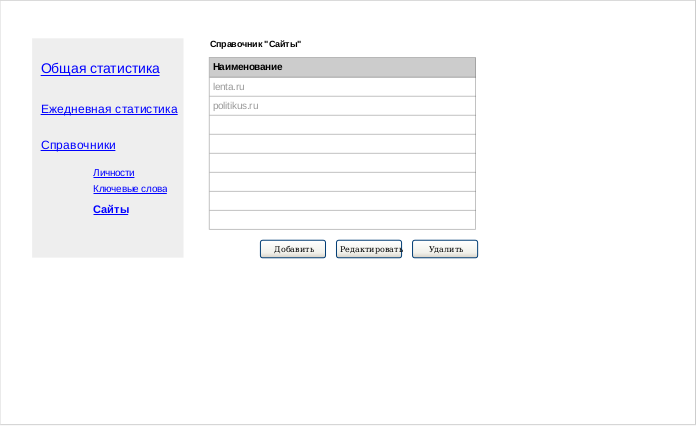 Общая статистика
Ежедневная статистика
Справочники
Личности
Ключевые слова
Сайты
Справочник "Сайты"
Наименование
lenta.ru
politikus.ru
Добавить
Редактировать
Удалить